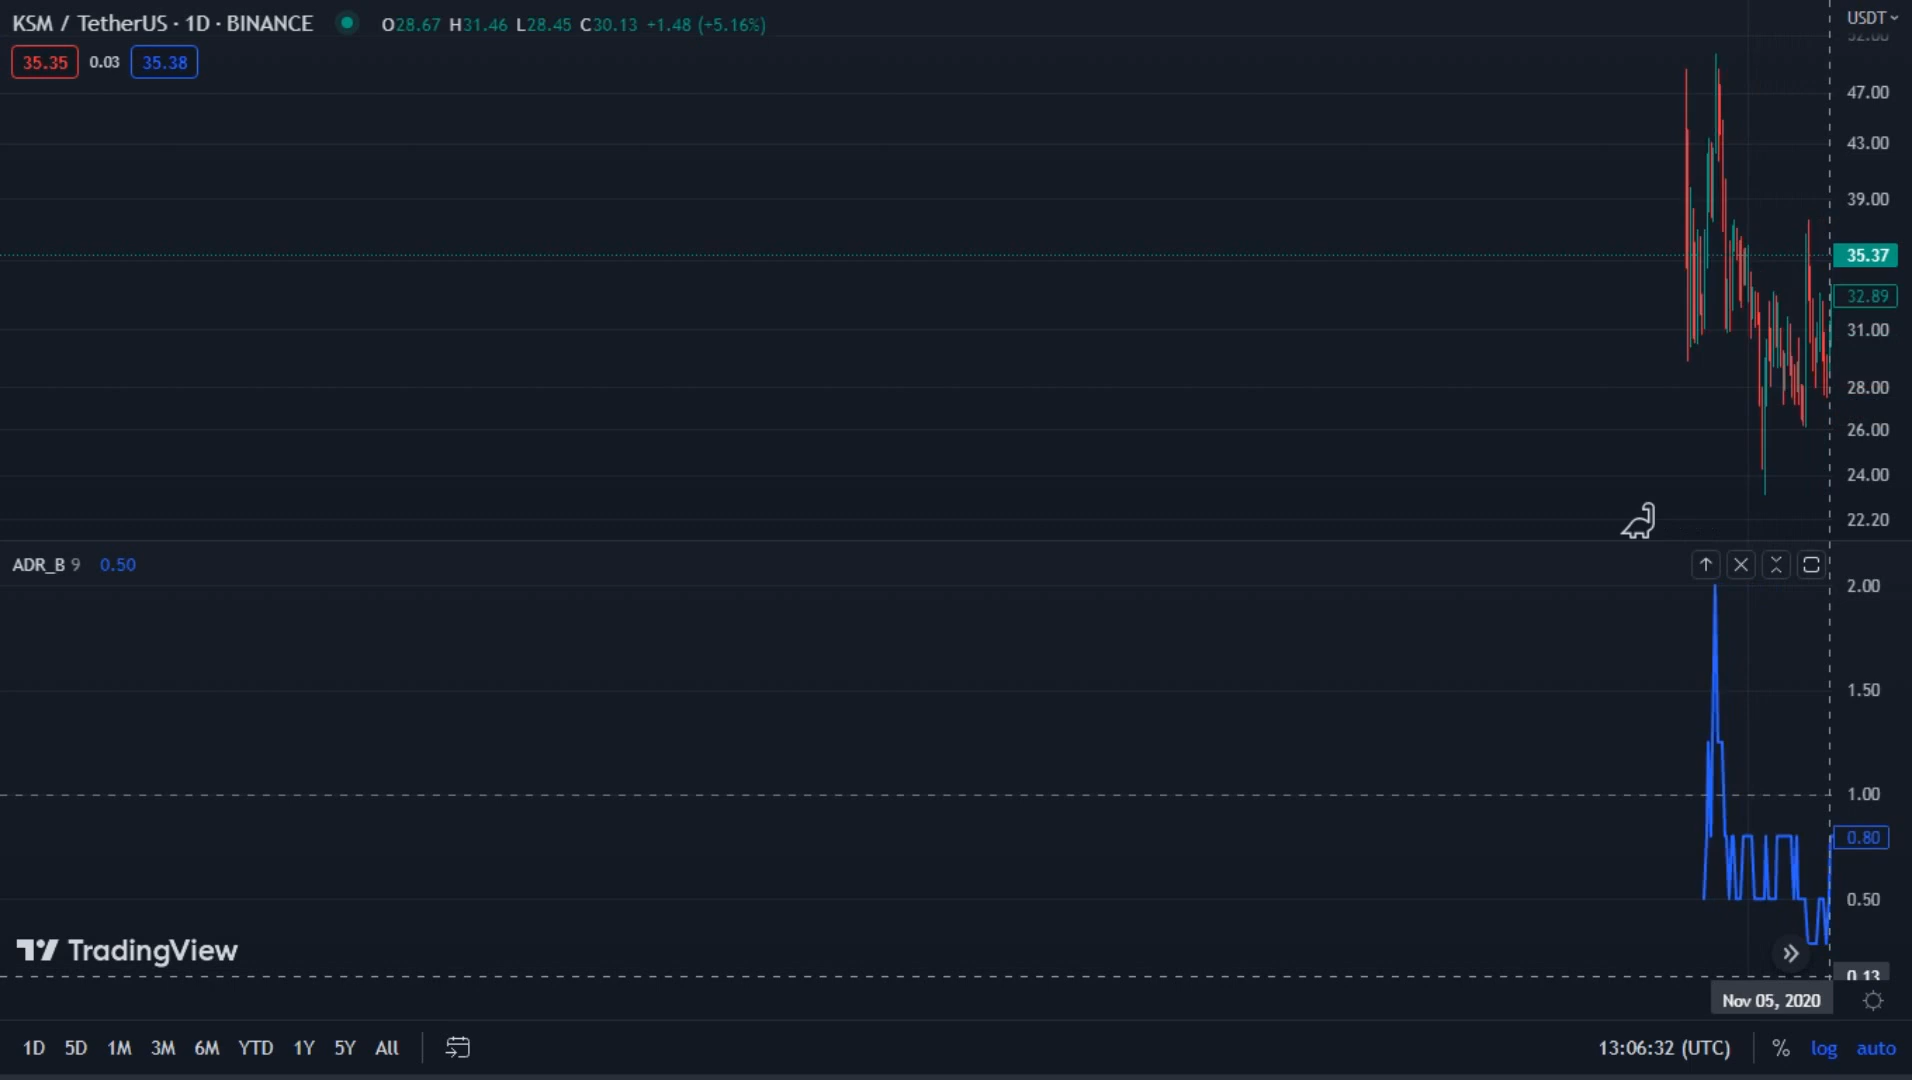 KSM / TetherUS · 1D · BINANCE O28.67 H31.46 L28.45 C30.13 +1.48 (+5.16%)
USDT
52.00
35.35 0.03 35.38
47.00
43.00
39.00
35.37
32.89
31.00
28.00
26.00
24.00
22.20
ADR_B 9 0.50
2.00
1.50
1.00
0.80
0.50
TradingView
0.13
Nov 05, 2020
1D 5D 1M 3M 6M YTD 1Y 5Y All 13:06:32 (UTC) % log auto